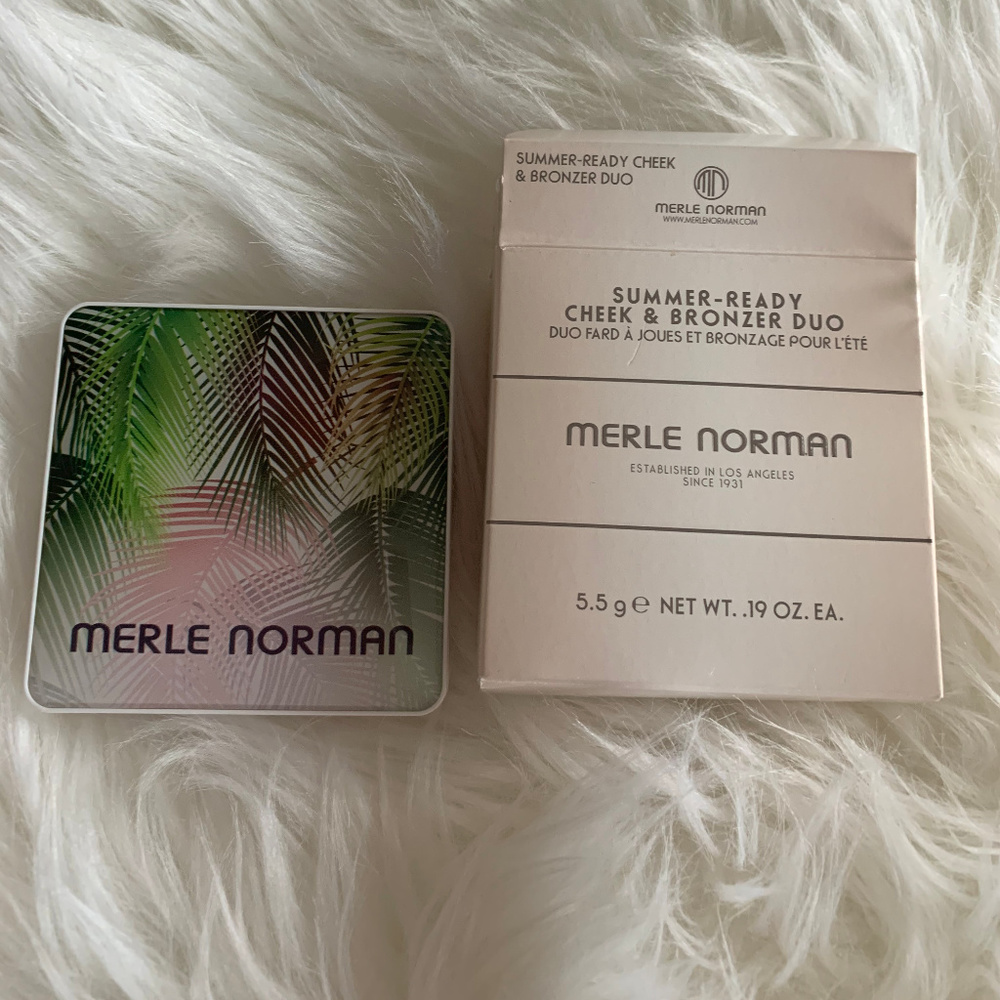 MERLE NORMAN
SUMMER-READY CHEEK
& BRONZER DUO
MERLE NORMAN
WWW.MERLENORMAN.COM
SUMMER-READY
CHEEK & BRONZER DUO
DUO FARD À JOUES ET BRONZAGE POUR L'ÉTÉ
MERLE NORMAN
ESTABLISHED IN LOS ANGELES
SINCE 1931
5.5 g e NET WT. .19 OZ. EA.